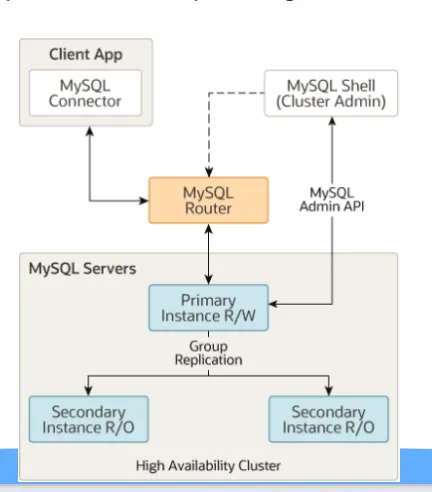 Client App
MySQL
Connector
MySQL Shell
(Cluster Admin)
MySQL
Router
MySQL
Admin API
MySQL Servers
Primary
Instance R/W
Group
Replication
Secondary
Instance R/O
Secondary
Instance R/O
High Availability Cluster